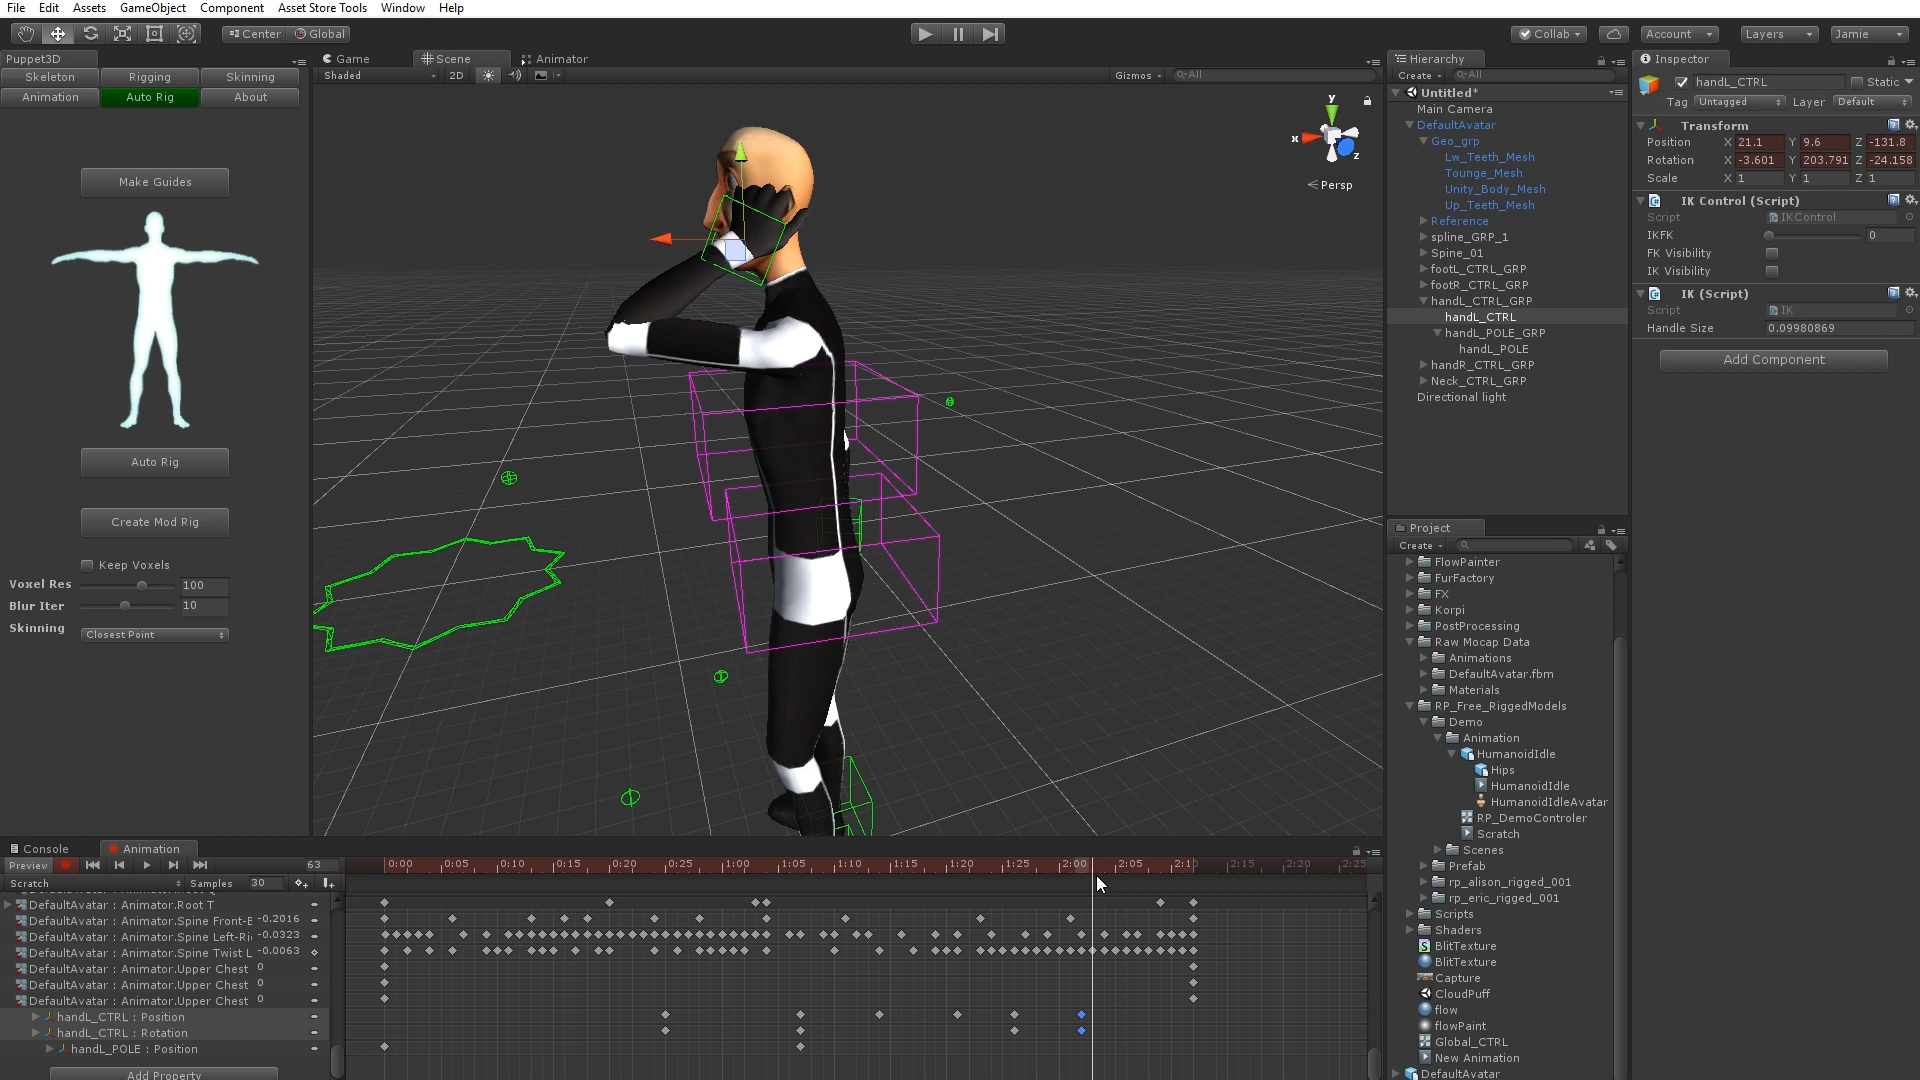 File Edit Assets GameObject Component Asset Store Tools Window Help
Center Global
Collab Account Layers Jamie
Puppet3D
Skeleton Rigging Skinning
Animation Auto Rig About
Make Guides
Auto Rig
Create Mod Rig
Keep Voxels
Voxel Res 100
Blur Iter 10
Skinning Closest Point
Game Scene Animator
Shaded 2D Gizmos All
y
x
z
Persp
Hierarchy
Create All
Untitled*
Main Camera
DefaultAvatar
Geo_grp
Lw_Teeth_Mesh
Tounge_Mesh
Unity_Body_Mesh
Up_Teeth_Mesh
Reference
spline_GRP_1
Spine_01
footL_CTRL_GRP
footR_CTRL_GRP
handL_CTRL_GRP
handL_CTRL
handL_POLE_GRP
handL_POLE
handR_CTRL_GRP
Neck_CTRL_GRP
Directional light
Inspector
handL_CTRL Static
Tag Untagged Layer Default
Transform
Position X 21.1 Y 9.6 Z -131.8
Rotation X -3.601 Y 203.791 Z -24.158
Scale X 1 Y 1 Z 1
IK Control (Script)
Script IKControl
IKFK 0
FK Visibility
IK Visibility
IK (Script)
Script IK
Handle Size 0.09980869
Add Component
Project
Create
FlowPainter
FurFactory
FX
Korpi
PostProcessing
Raw Mocap Data
Animations
DefaultAvatar.fbm
Materials
RP_Free_RiggedModels
Demo
Animation
HumanoidIdle
Hips
HumanoidIdle
HumanoidIdleAvatar
RP_DemoControler
Scratch
Scenes
Prefab
rp_alison_rigged_001
rp_eric_rigged_001
Scripts
Shaders
BlitTexture
BlitTexture
Capture
CloudPuff
flow
flowPaint
Global_CTRL
New Animation
DefaultAvatar
Console Animation
Preview 63
0:00 0:05 0:10 0:15 0:20 0:25 1:00 1:05 1:10 1:15 1:20 1:25 2:00 2:05 2:10 2:15 2:20 2:25
Scratch Samples 30
DefaultAvatar : Animator.Root T
DefaultAvatar : Animator.Spine Front-B -0.2016
DefaultAvatar : Animator.Spine Left-Ri -0.0323
DefaultAvatar : Animator.Spine Twist L -0.0063
DefaultAvatar : Animator.Upper Chest 0
DefaultAvatar : Animator.Upper Chest 0
DefaultAvatar : Animator.Upper Chest 0
handL_CTRL : Position
handL_CTRL : Rotation
handL_POLE : Position
Add Property